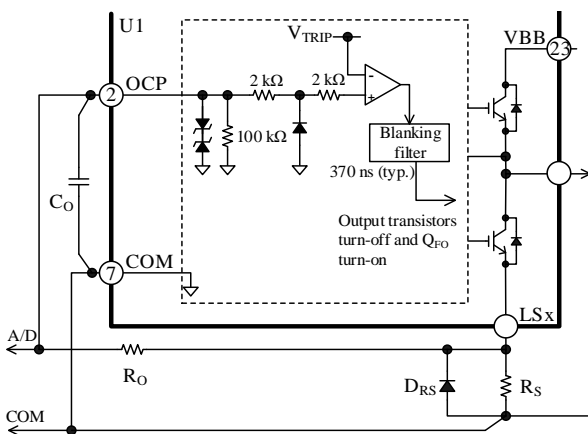 U1
V_TRIP
VBB
23
2
OCP
2 kΩ
2 kΩ
-
+
100 kΩ
Blanking
filter
370 ns (typ.)
C_O
Output transistors
turn-off and Q_FO
turn-on
7
COM
LSx
A/D
R_O
D_RS
R_S
COM